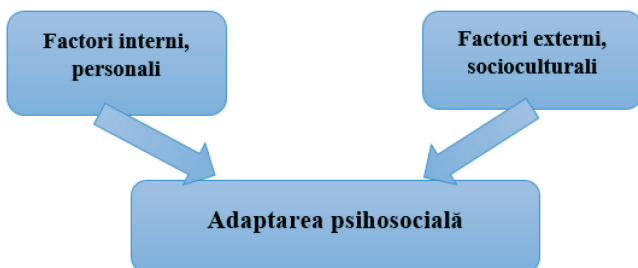 Factori interni,
personali
Factori externi,
socioculturali
Adaptarea psihosocială